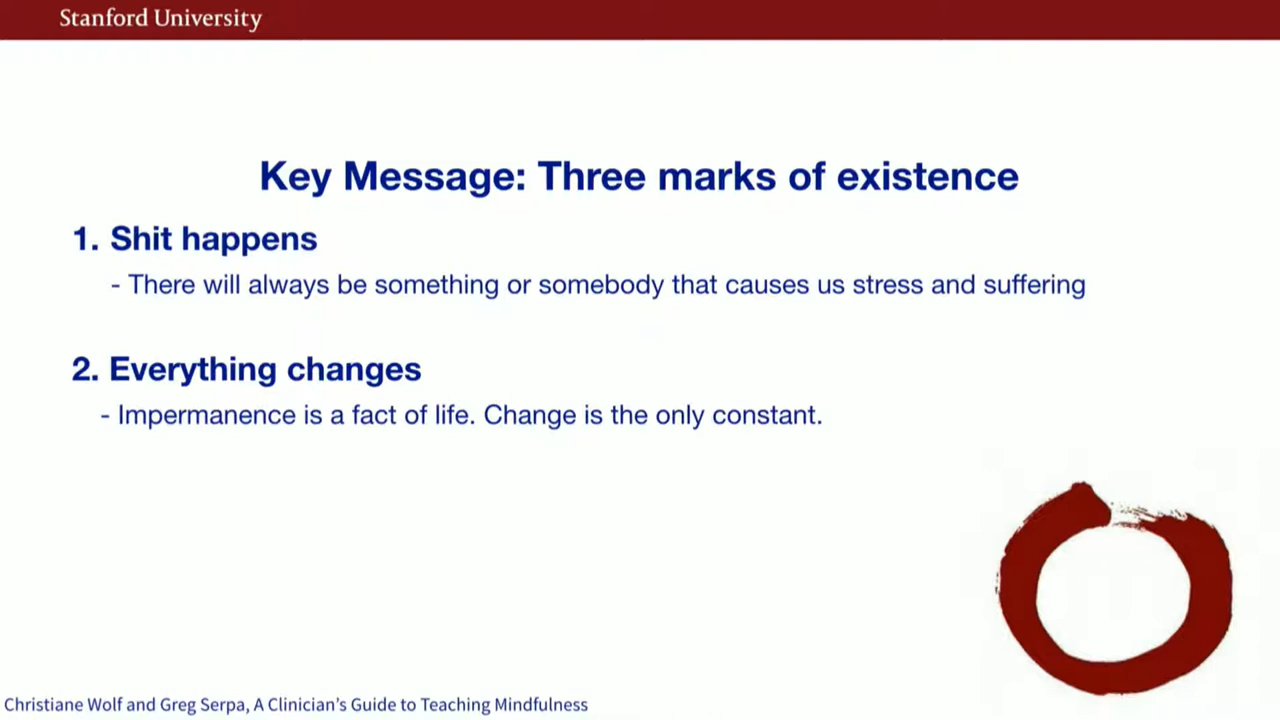 Stanford University
Key Message: Three marks of existence
1. Shit happens
- There will always be something or somebody that causes us stress and suffering
2. Everything changes
- Impermanence is a fact of life. Change is the only constant.
Christiane Wolf and Greg Serpa, A Clinician’s Guide to Teaching Mindfulness